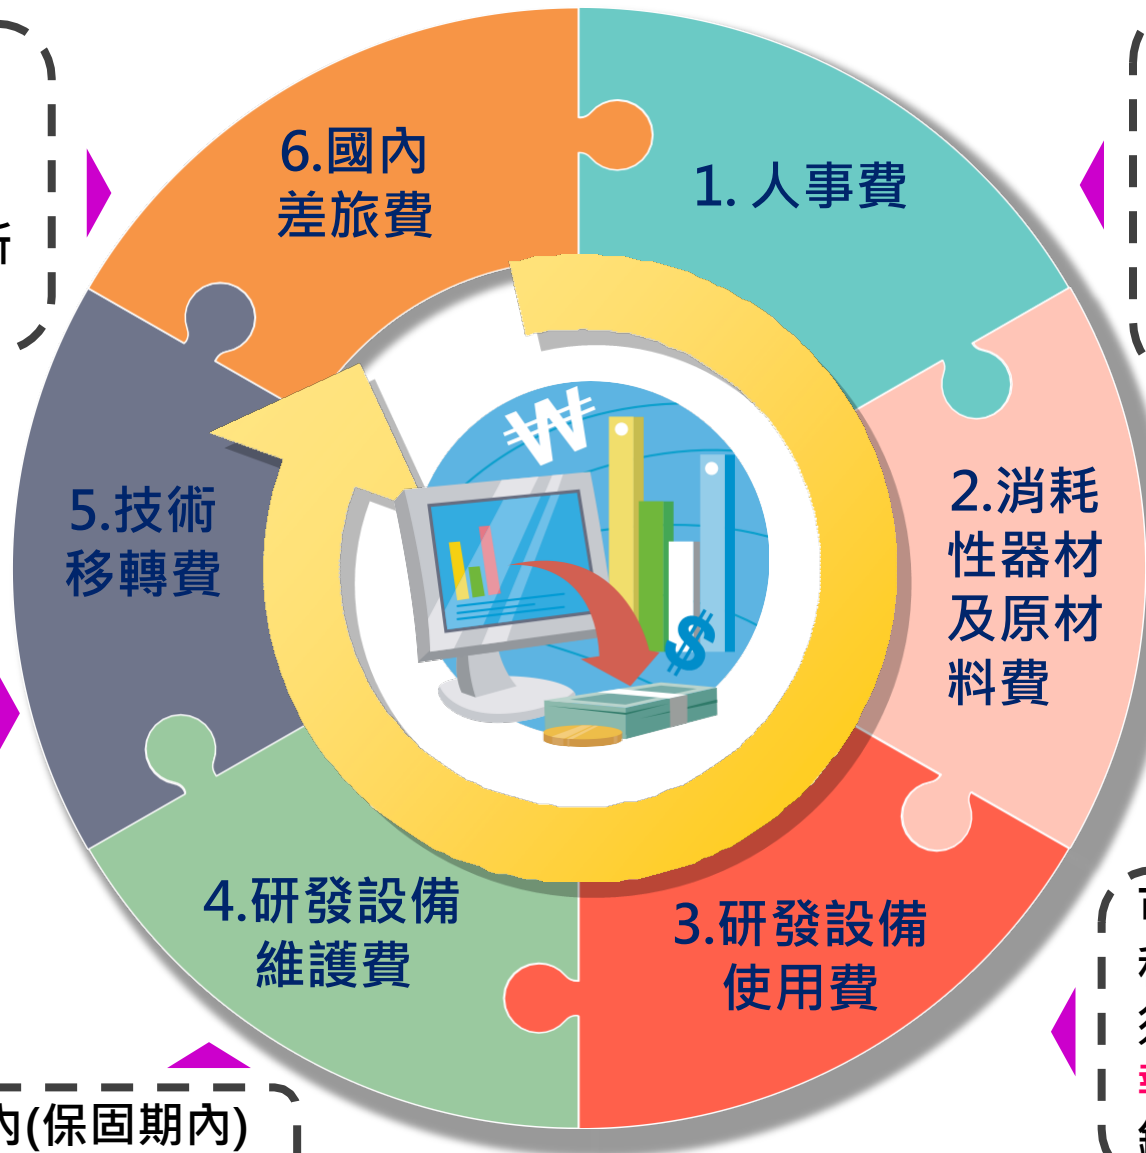 6.國內
差旅費
1. 人事費
2.消耗
性器材
及原材
料費
3.研發設備
使用費
4.研發設備
維護費
5.技術
移轉費
內(保固期內)
₩
$